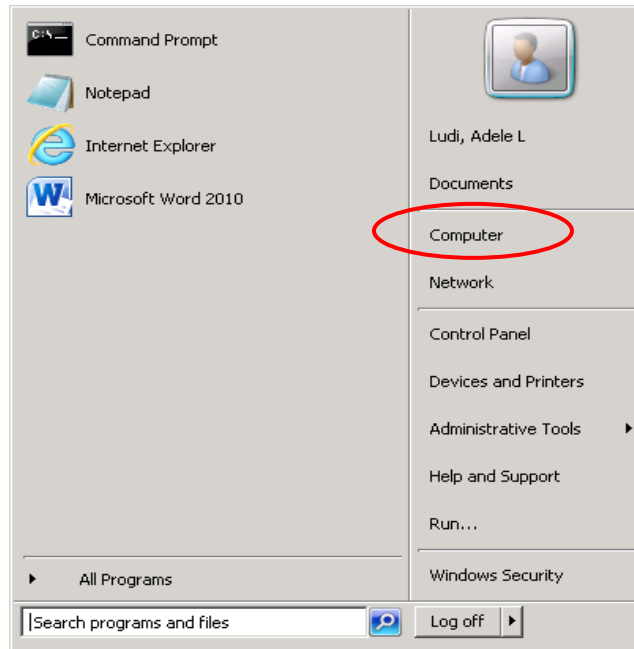 C:\
Command Prompt
Notepad
Internet Explorer
W Microsoft Word 2010
All Programs
Search programs and files
Ludi, Adele L
Documents
Computer
Network
Control Panel
Devices and Printers
Administrative Tools
Help and Support
Run...
Windows Security
Log off